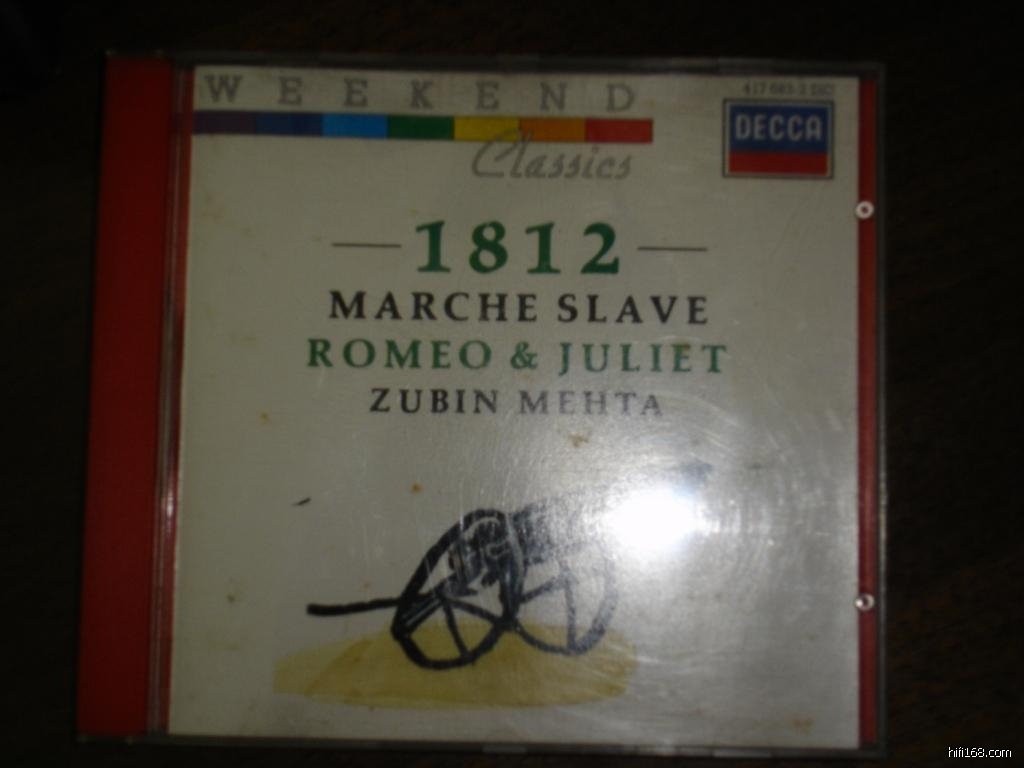 WEEKEND
Classics
DECCA
1812
MARCHE SLAVE
ROMEO & JULIET
ZUBIN MEHTA
hifi168.com